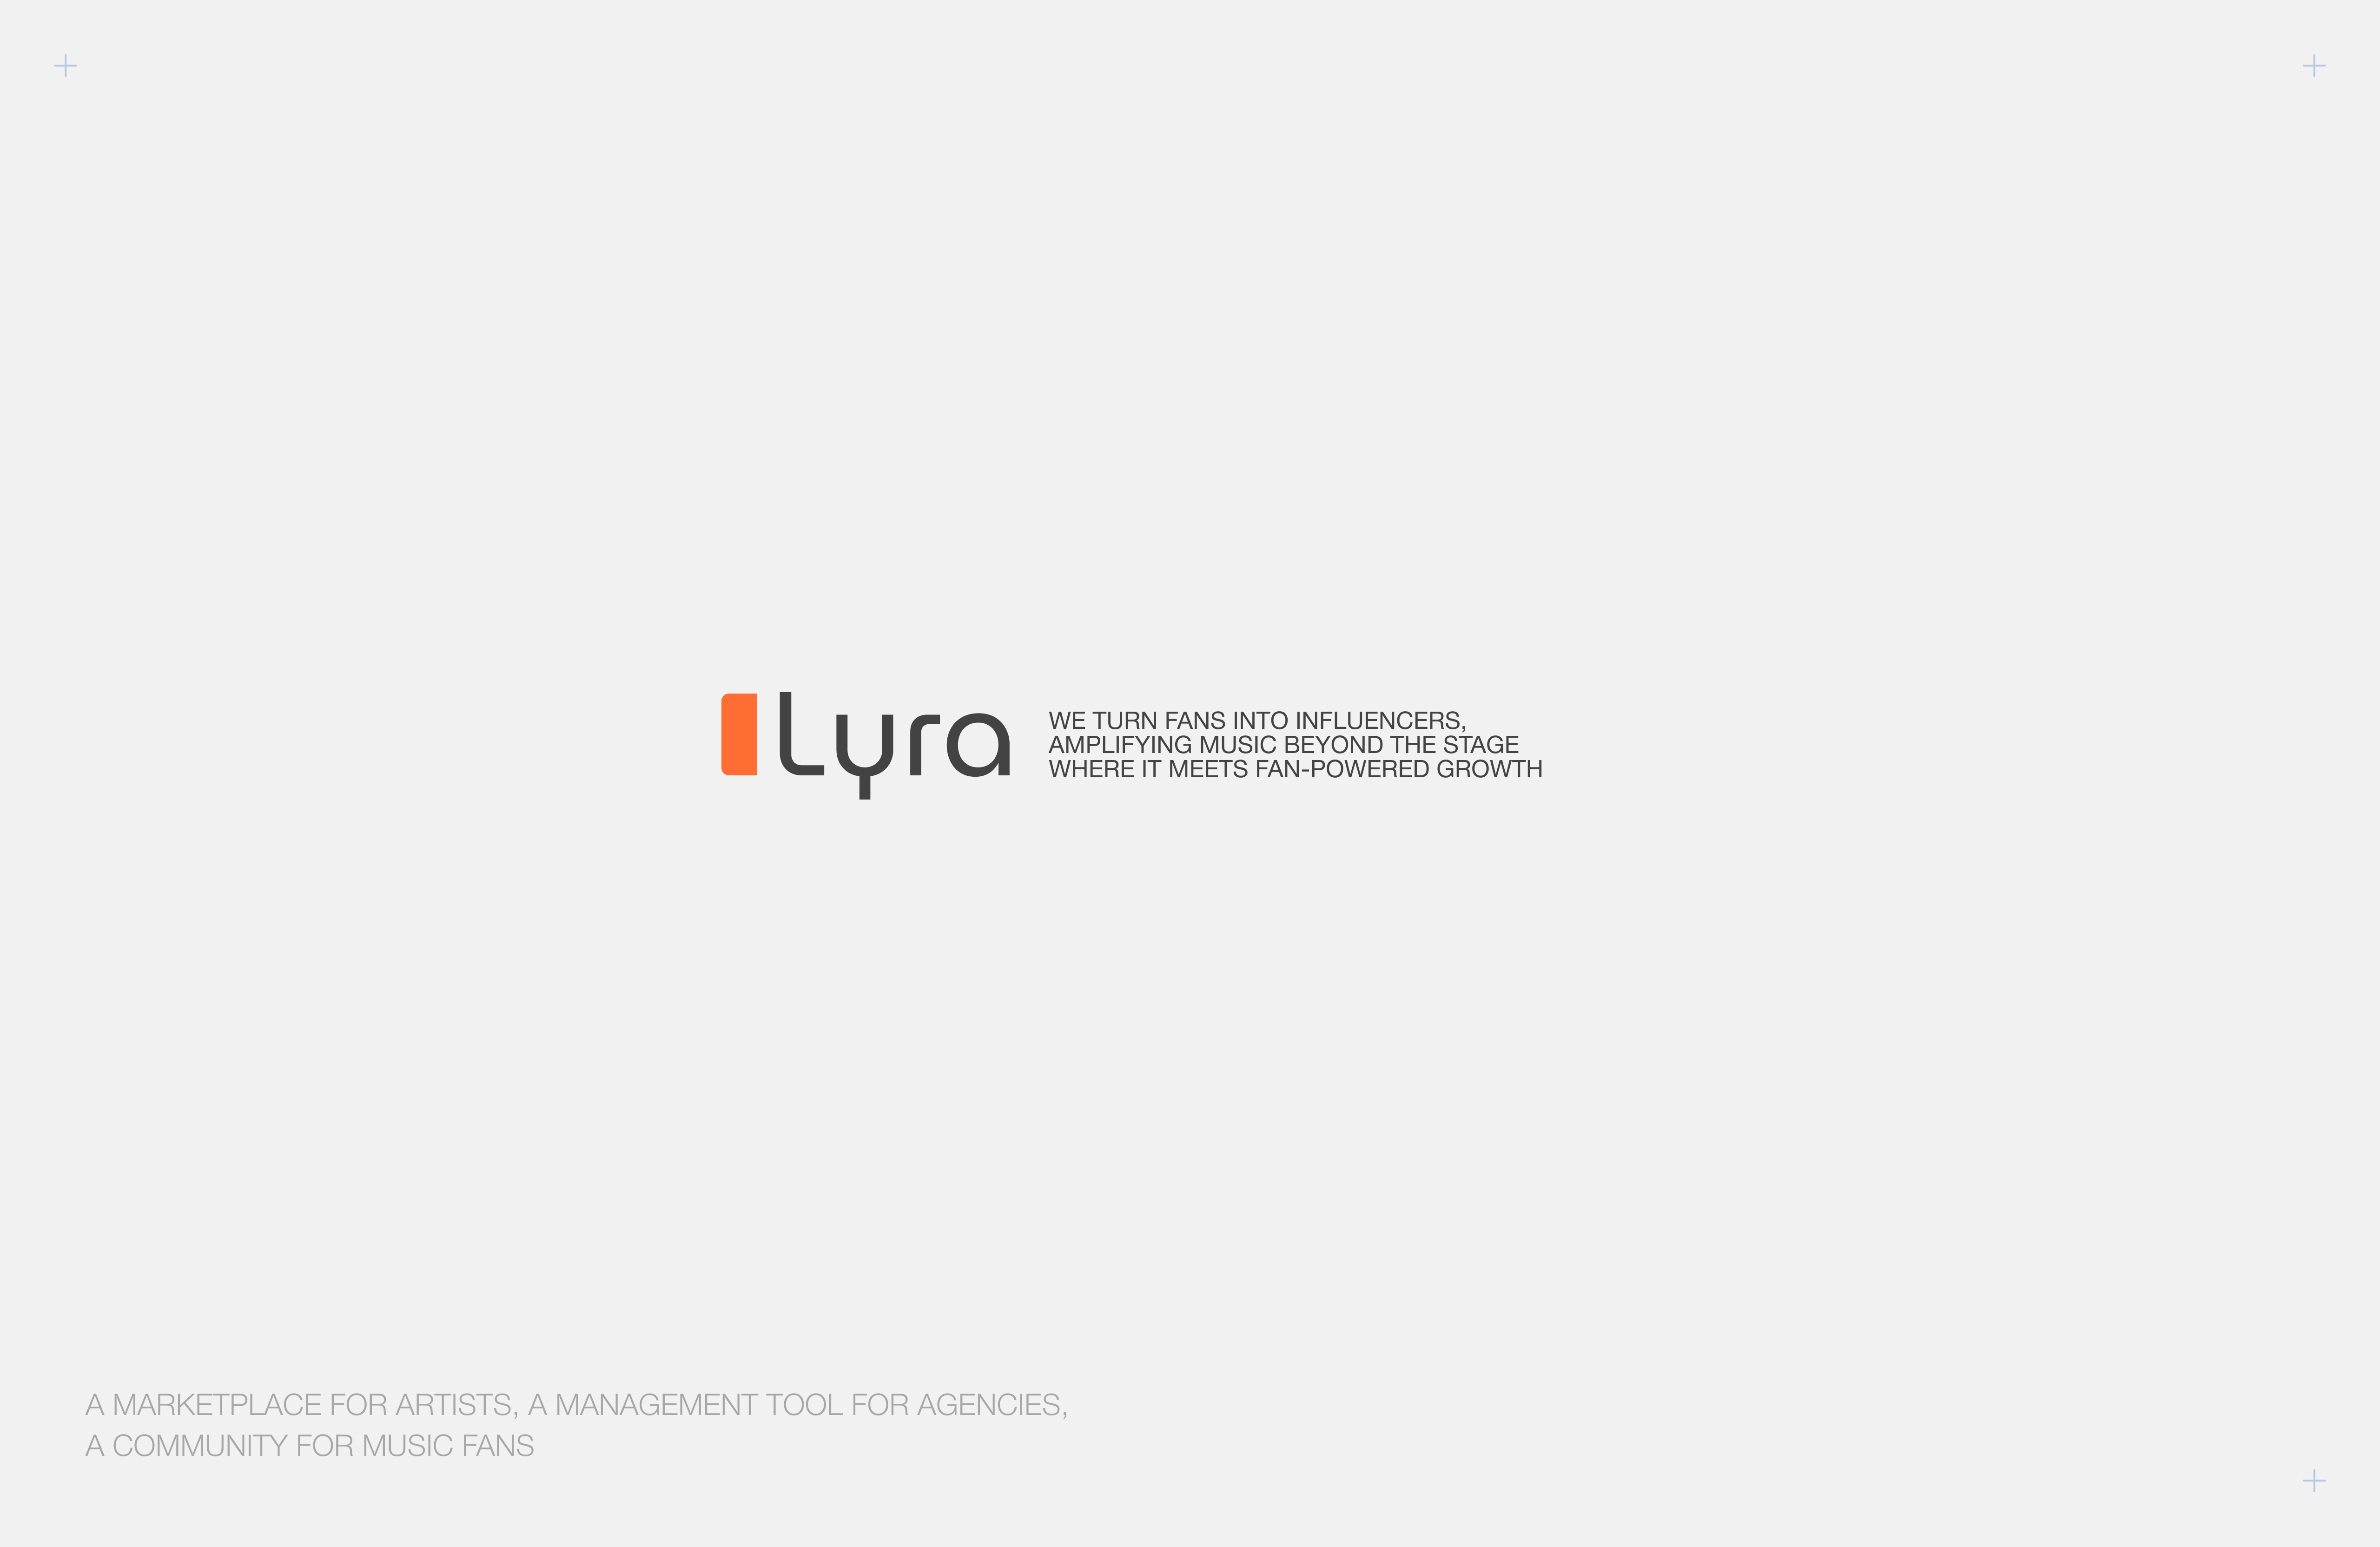 Lyra
WE TURN FANS INTO INFLUENCERS,
AMPLIFYING MUSIC BEYOND THE STAGE
WHERE IT MEETS FAN-POWERED GROWTH
A MARKETPLACE FOR ARTISTS, A MANAGEMENT TOOL FOR AGENCIES,
A COMMUNITY FOR MUSIC FANS